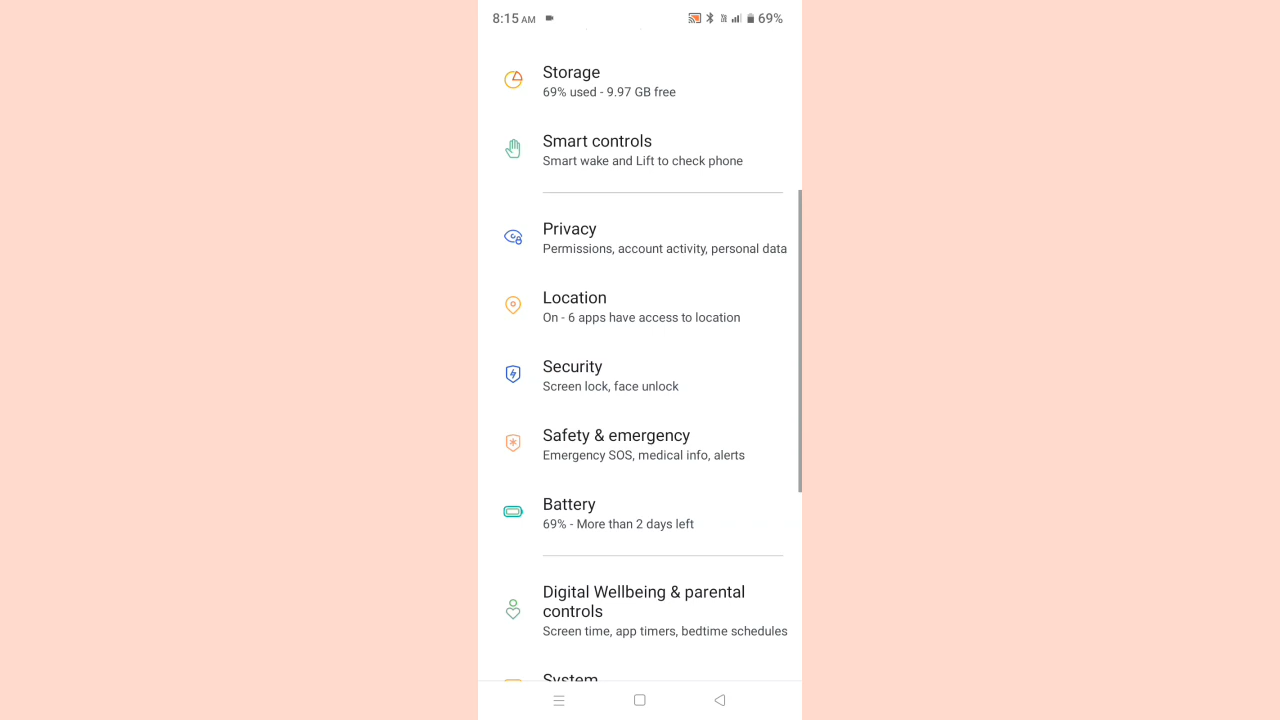 8:15 AM 69%
Storage
69% used - 9.97 GB free
Smart controls
Smart wake and Lift to check phone
Privacy
Permissions, account activity, personal data
Location
On - 6 apps have access to location
Security
Screen lock, face unlock
Safety & emergency
Emergency SOS, medical info, alerts
Battery
69% - More than 2 days left
Digital Wellbeing & parental
controls
Screen time, app timers, bedtime schedules
System